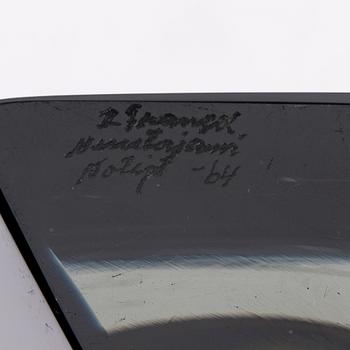 K Franck
Nuutajärvi
Notsjö -64